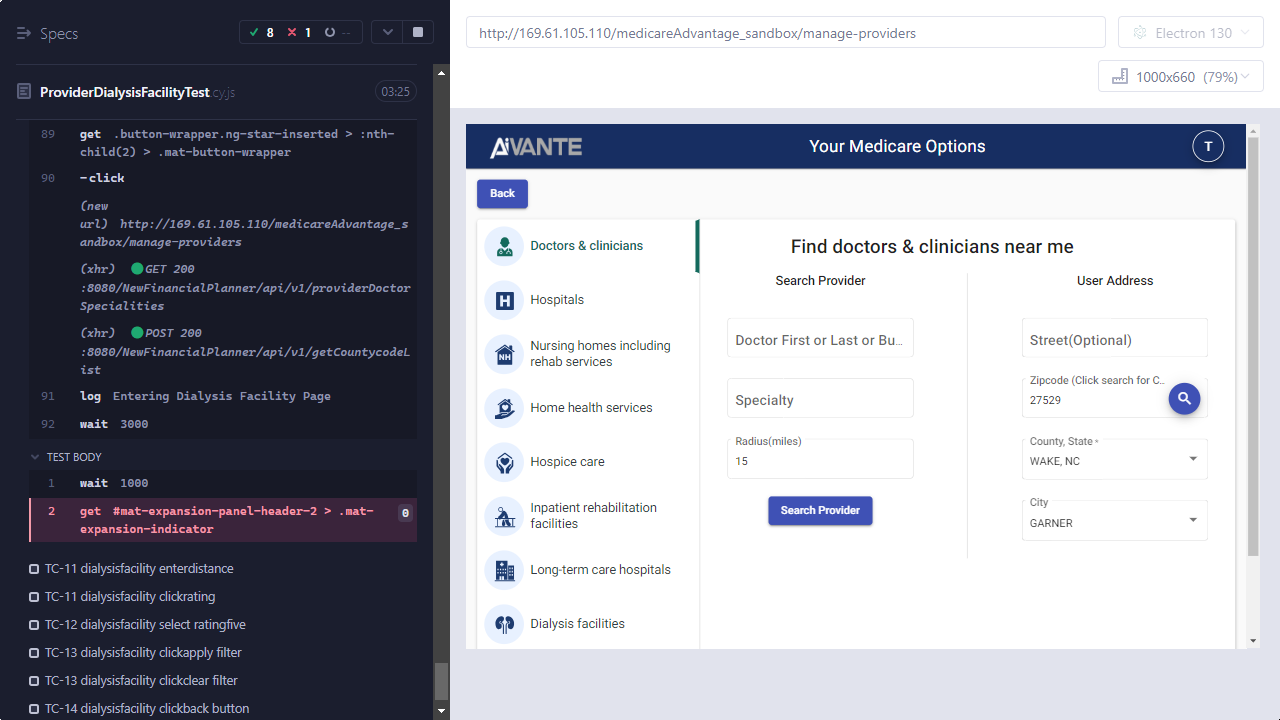 Specs
8
1
--
ProviderDialysisFacilityTest.cy.js
03:25
89 get .button-wrapper.ng-star-inserted > :nth-
child(2) > .mat-button-wrapper
90 -click
(new
url) http://169.61.105.110/medicareAdvantage_s
andbox/manage-providers
(xhr) GET 200
:8080/NewFinancialPlanner/api/v1/providerDoctor
Specialities
(xhr) POST 200
:8080/NewFinancialPlanner/api/v1/getCountycodeL
ist
91 log Entering Dialysis Facility Page
92 wait 3000
TEST BODY
1 wait 1000
2 get #mat-expansion-panel-header-2 > .mat-
expansion-indicator
0
TC-11 dialysisfacility enterdistance
TC-11 dialysisfacility clickrating
TC-12 dialysisfacility select ratingfive
TC-13 dialysisfacility clickapply filter
TC-13 dialysisfacility clickclear filter
TC-14 dialysisfacility clickback button
http://169.61.105.110/medicareAdvantage_sandbox/manage-providers
Electron 130
1000x660 (79%)
AiVANTE
Your Medicare Options
T
Back
Doctors & clinicians
Hospitals
Nursing homes including
rehab services
Home health services
Hospice care
Inpatient rehabilitation
facilities
Long-term care hospitals
Dialysis facilities
H
NH
Find doctors & clinicians near me
Search Provider
Doctor First or Last or Bu...
Specialty
Radius(miles)
15
Search Provider
User Address
Street(Optional)
Zipcode (Click search for C..
27529
County, State *
WAKE, NC
City
GARNER